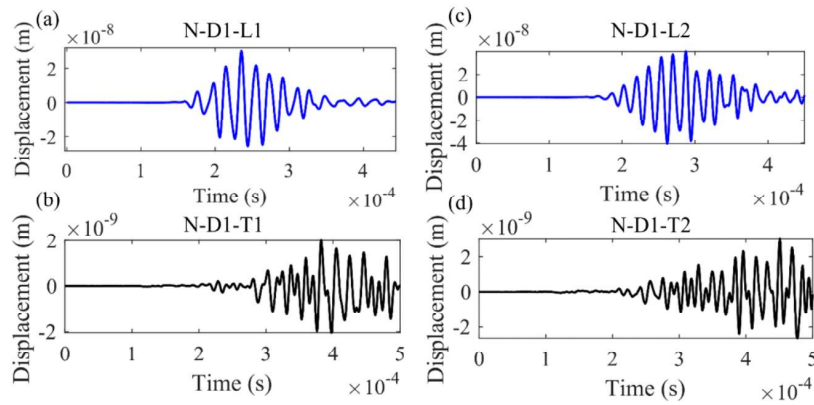 (a)
N-D1-L1
×10⁻⁸
Displacement (m)
2
0
-2
0 2 4
Time (s)
×10⁻⁴
(c)
N-D1-L2
×10⁻⁸
Displacement (m)
4
2
0
-2
-4
0 1 2 3 4
Time (s)
×10⁻⁴
(b)
N-D1-T1
×10⁻⁹
Displacement (m)
2
0
-2
0 1 2 3 4 5
Time (s)
×10⁻⁴
(d)
N-D1-T2
×10⁻⁹
Displacement (m)
2
0
-2
0 1 2 3 4 5
Time (s)
×10⁻⁴